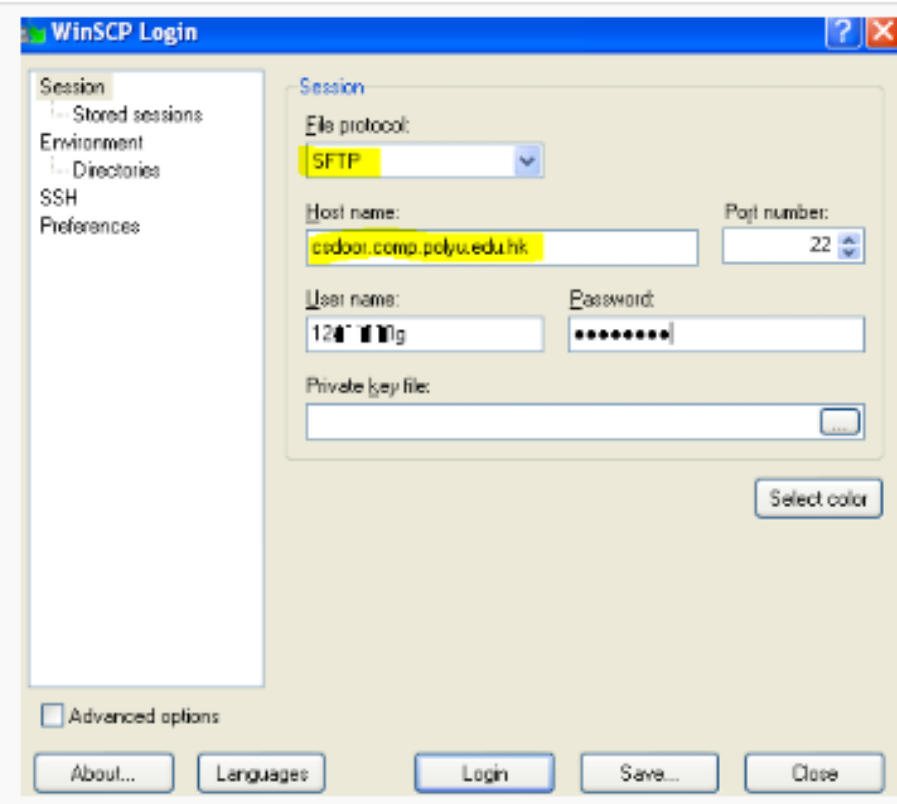 WinSCP Login
Session
Stored sessions
Environment
Directories
SSH
Preferences
Session
File protocol:
SFTP
Host name:
Port number:
csdoor.comp.polyu.edu.hk
22
User name:
Password:
●●●●●●●●
Private key file:
...
Select color
Advanced options
About...
Languages
Login
Save...
Close